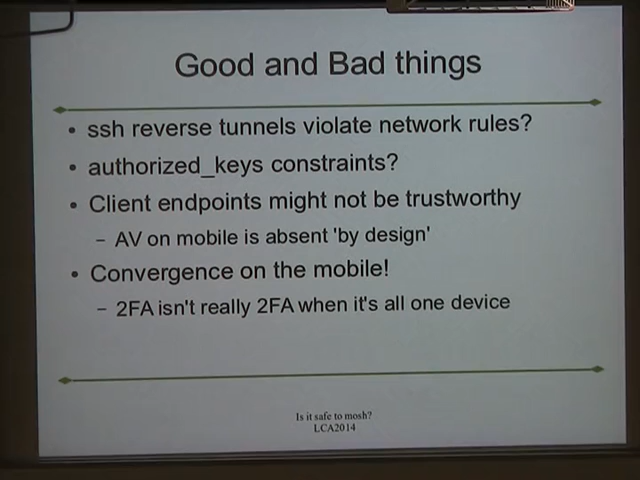 Good and Bad things
• ssh reverse tunnels violate network rules?
• authorized_keys constraints?
• Client endpoints might not be trustworthy
– AV on mobile is absent 'by design'
• Convergence on the mobile!
– 2FA isn't really 2FA when it's all one device
Is it safe to mosh?
LCA2014